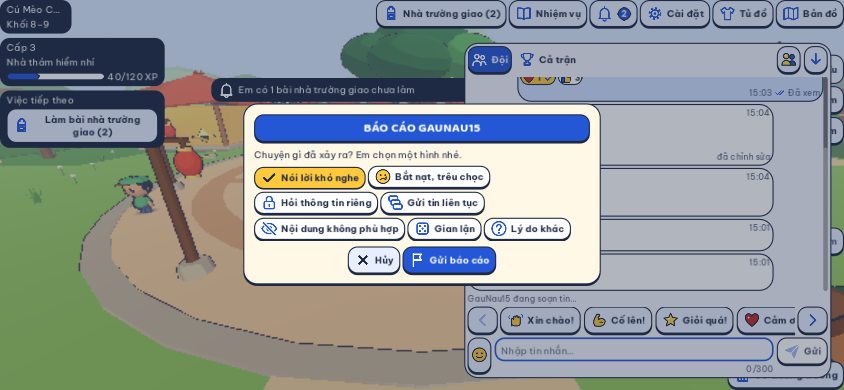 Cú Mèo C...
Khối 8-9
Nhà trường giao (2)
Nhiệm vụ
2
Cài đặt
Tủ đồ
Bản đồ
Cấp 3
Nhà thám hiểm nhí
40/120 XP
Việc tiếp theo
Làm bài nhà trường
giao (2)
Em có 1 bài nhà trường giao chưa làm
Đội
Cả trận
15:03
Đã xem
15:04
đã chỉnh sửa
15:04
15:01
15:01
BÁO CÁO GAUNAU15
Chuyện gì đã xảy ra? Em chọn một hình nhé.
Nói lời khó nghe
Bắt nạt, trêu chọc
Hỏi thông tin riêng
Gửi tin liên tục
Nội dung không phù hợp
Gian lận
Lý do khác
Hủy
Gửi báo cáo
GauNau15 đang soạn tin...
Xin chào!
Cố lên!
Giỏi quá!
Cảm ơ
Nhập tin nhắn...
Gửi
0/300